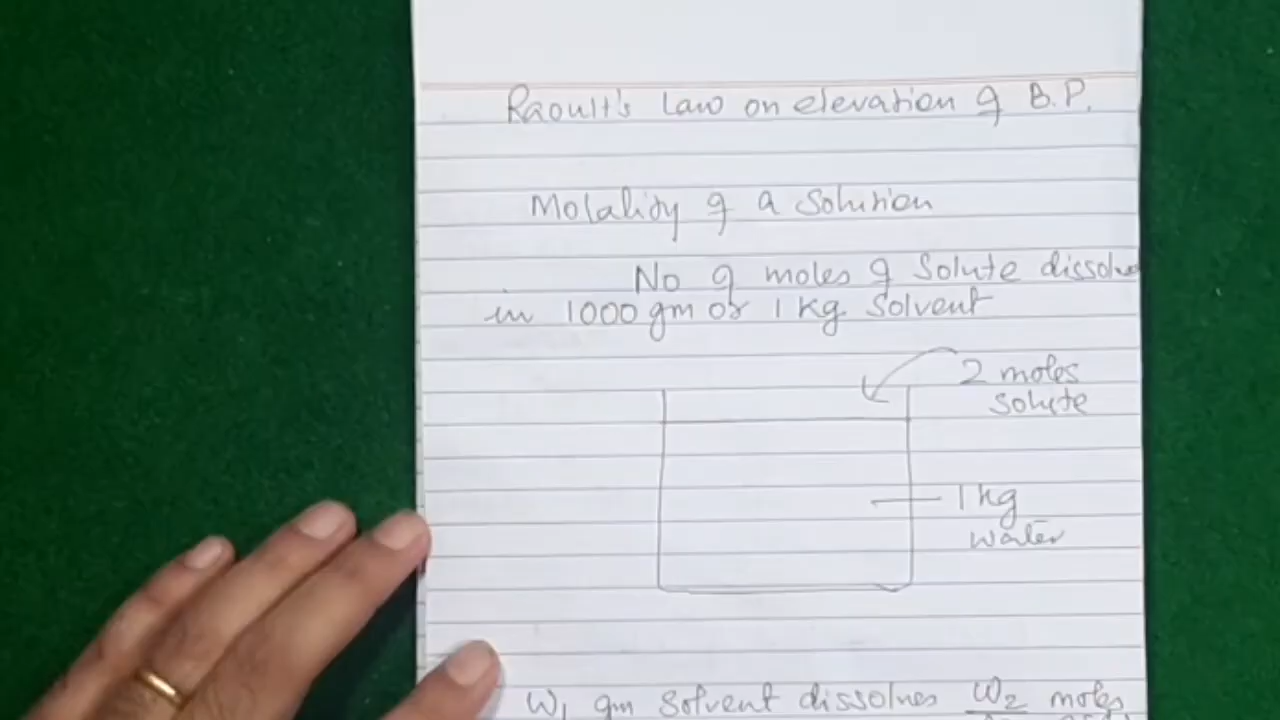 Raoult's Law on elevation of B.P.
Molality of a Solution
No of moles of Solute dissolve
in 1000 gm or 1 Kg Solvent
2 moles
Solute
1 kg
water
W1 gm Solvent dissolves W2 moles